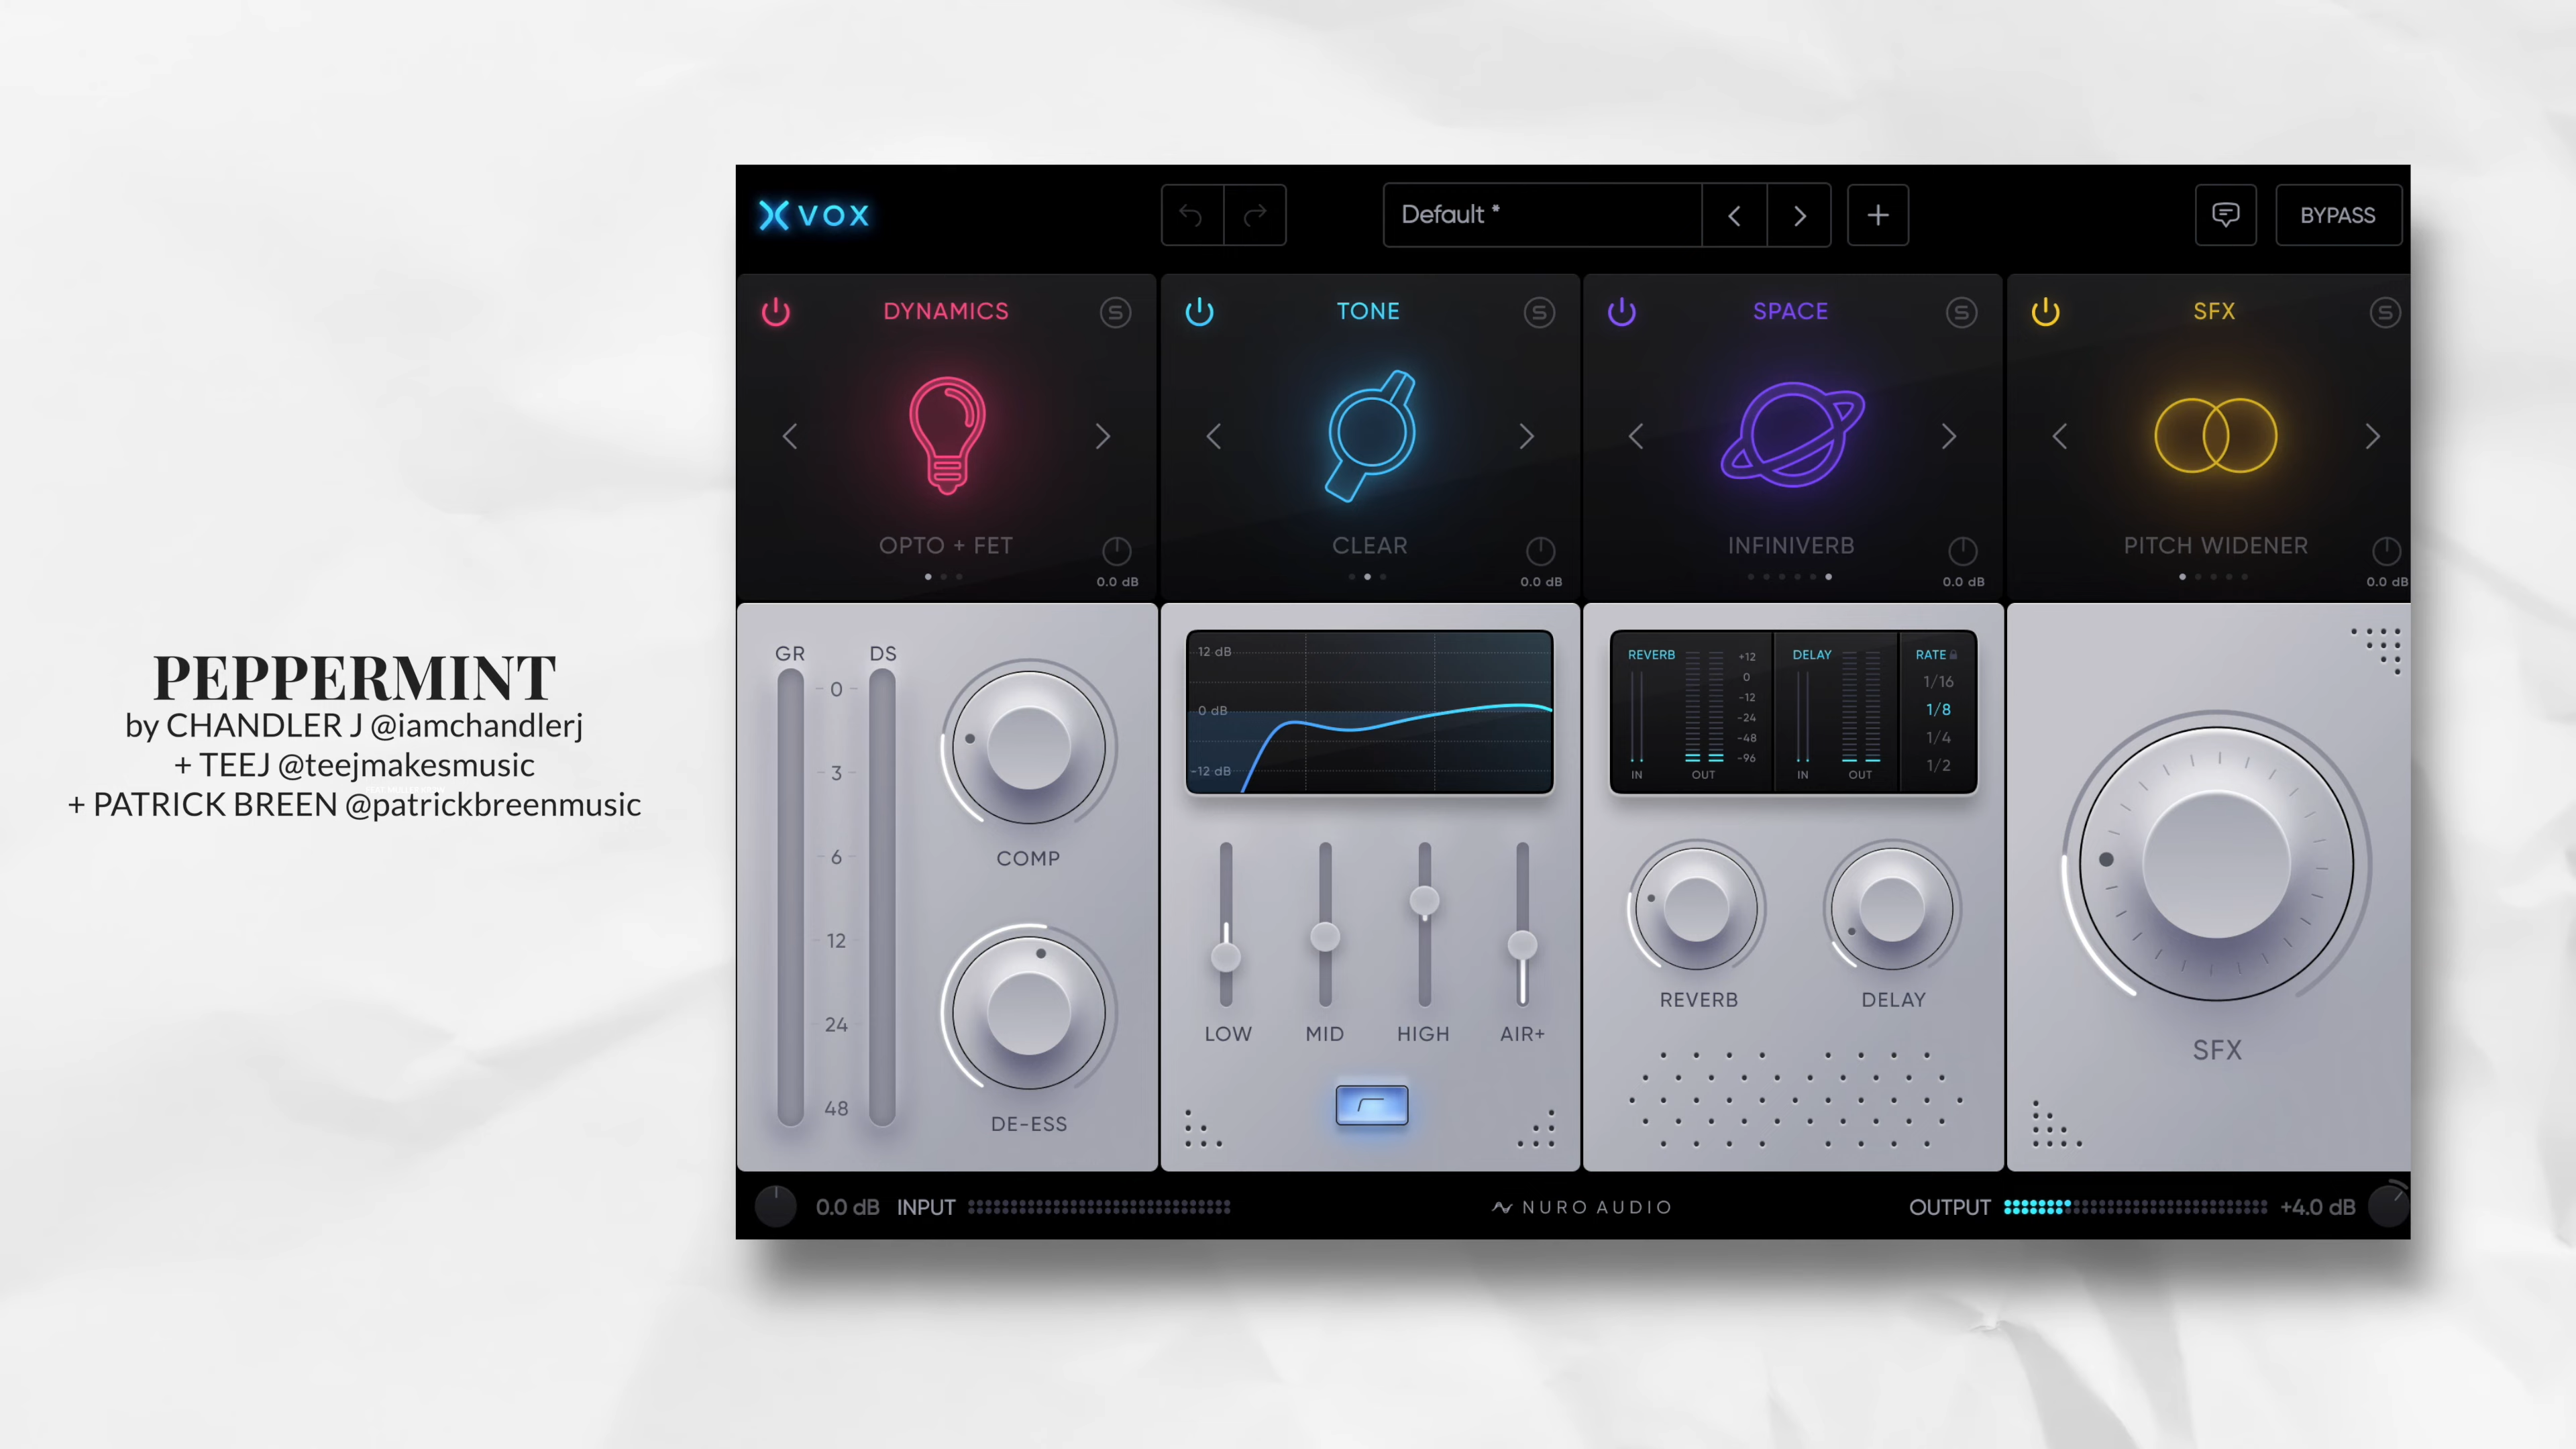 PEPPERMINT
by CHANDLER J @iamchandlerj
+ TEEJ @teejmakesmusic
+ PATRICK BREEN @patrickbreenmusic
VOX
Default *
BYPASS
DYNAMICS
S
OPTO + FET
0.0 dB
TONE
S
CLEAR
0.0 dB
SPACE
S
INFINIVERB
0.0 dB
SFX
S
PITCH WIDENER
0.0 dB
GR
DS
0
3
6
12
24
48
COMP
DE-ESS
12 dB
0 dB
-12 dB
LOW
MID
HIGH
AIR+
REVERB
+12
0
-12
-24
-48
-96
IN
OUT
DELAY
IN
OUT
RATE
1/16
1/8
1/4
1/2
REVERB
DELAY
SFX
0.0 dB
INPUT
NURO AUDIO
OUTPUT
+4.0 dB